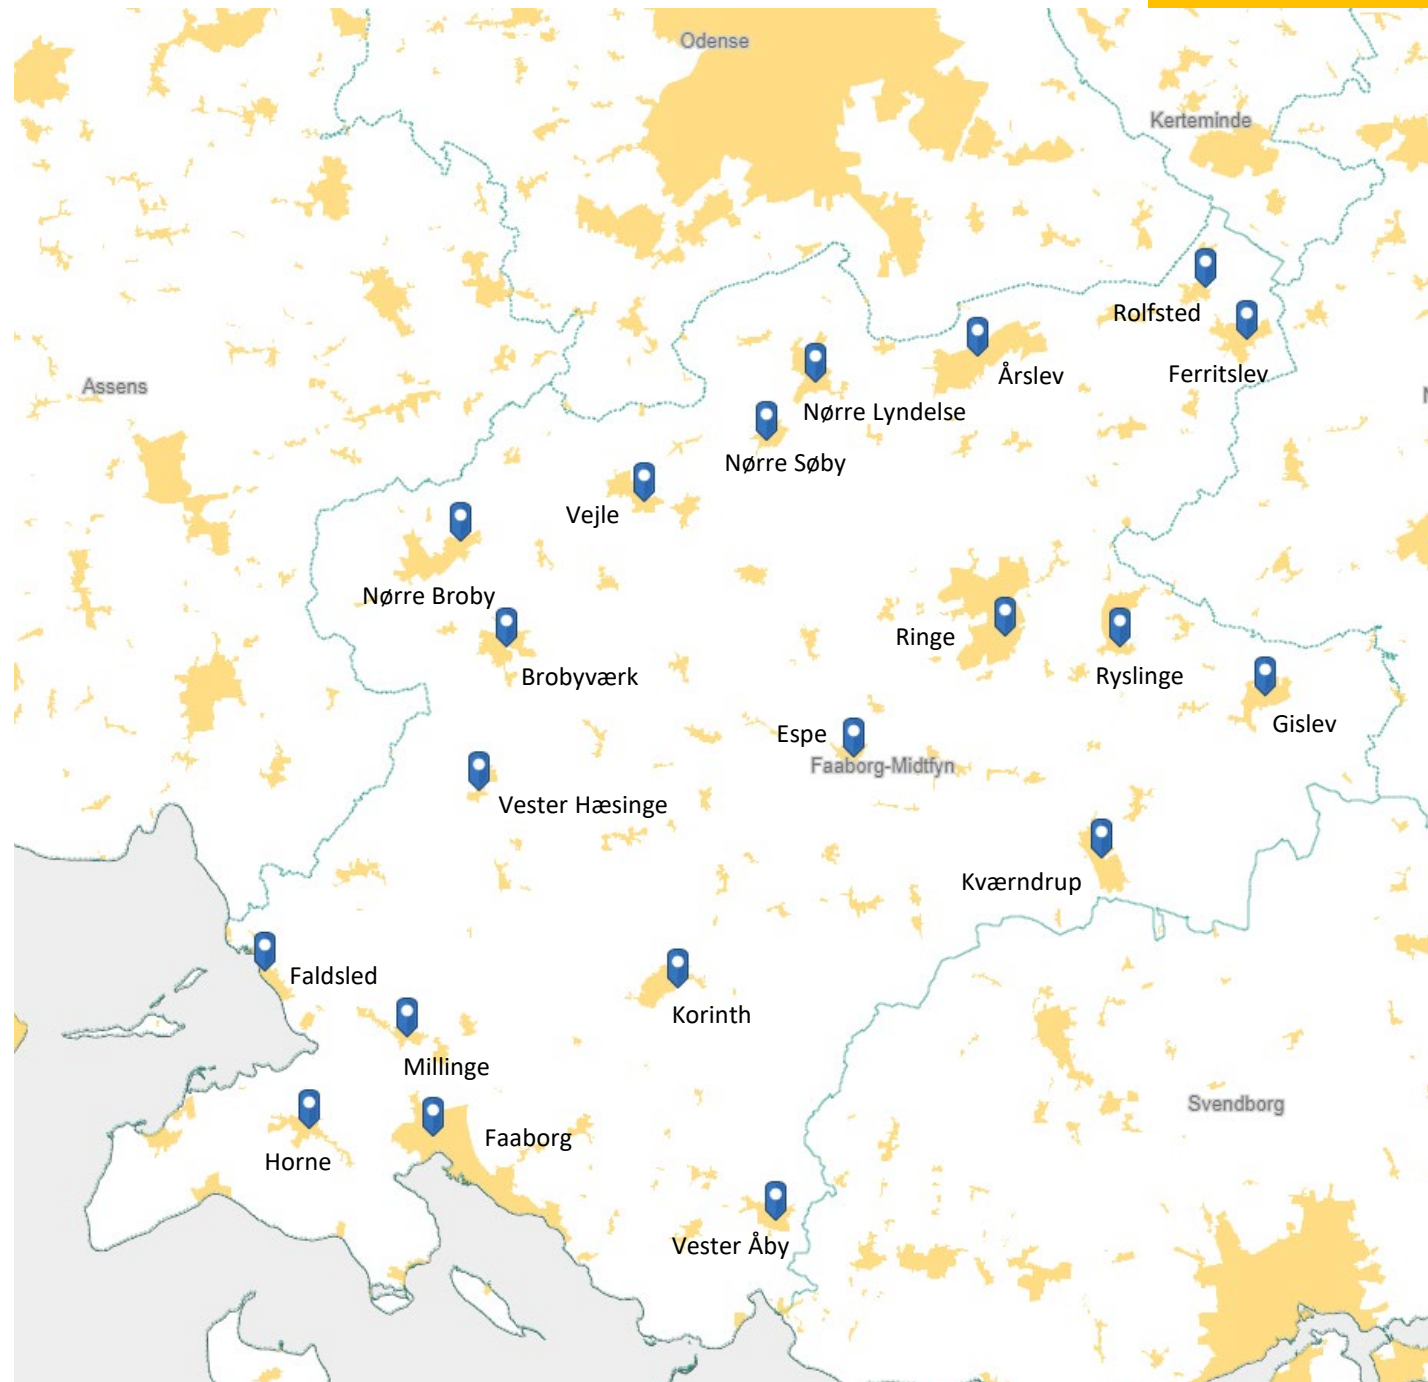 Odense
Kerteminde
Rolfsted
Ferritslev
Årslev
Assens
Nørre Lyndelse
Nørre Søby
Vejle
Nørre Broby
Ringe
Brobyværk
Ryslinge
Gislev
Espe
Faaborg-Midtfyn
Vester Hæsinge
Kværndrup
Faldsled
Korinth
Millinge
Svendborg
Faaborg
Horne
Vester Åby